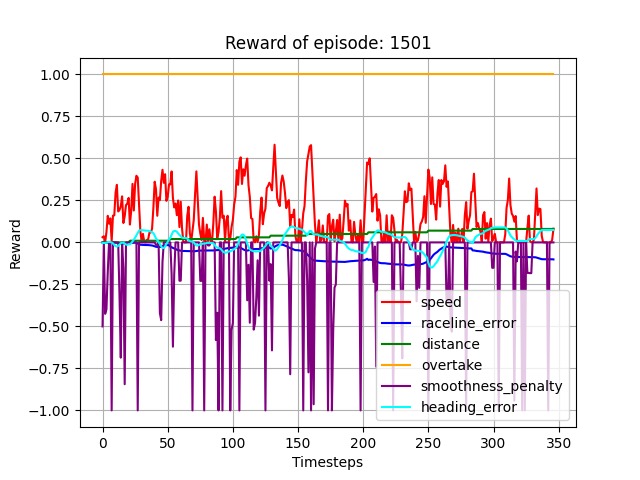 Reward of episode: 1501
Reward
1.00
0.75
0.50
0.25
0.00
−0.25
−0.50
−0.75
−1.00
speed
raceline_error
distance
overtake
smoothness_penalty
heading_error
0 50 100 150 200 250 300 350
Timesteps